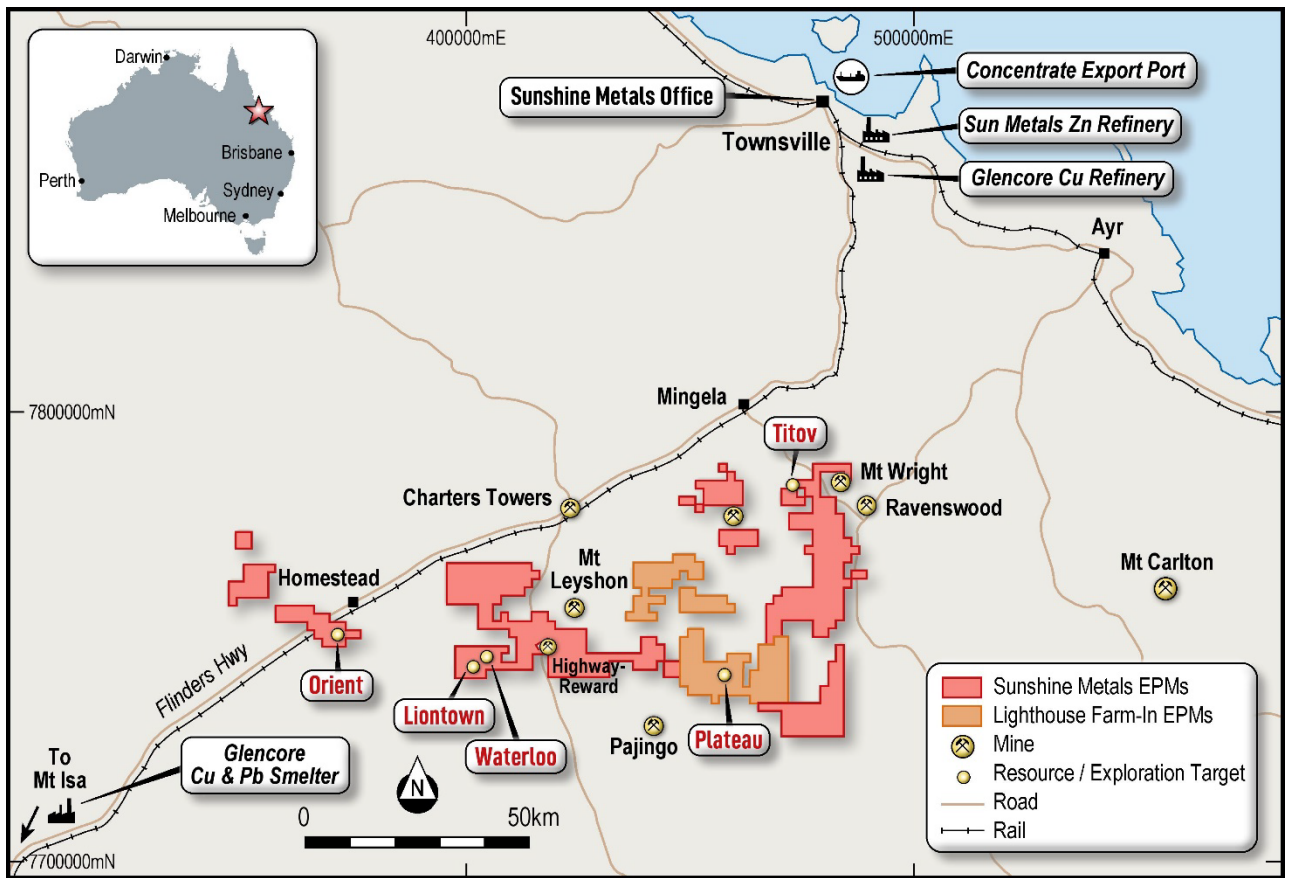 400000mE
500000mE
Darwin
Brisbane
Perth
Sydney
Melbourne
Sunshine Metals Office
Concentrate Export Port
Townsville
Sun Metals Zn Refinery
Glencore Cu Refinery
Ayr
Mingela
7800000mN
Titov
Mt Wright
Charters Towers
Ravenswood
Mt
Leyshon
Mt Carlton
Homestead
Highway-
Reward
Orient
Flinders Hwy
Liontown
Waterloo
Pajingo
Plateau
To
Mt Isa
Glencore
Cu & Pb Smelter
N
0
50km
7700000mN
Sunshine Metals EPMs
Lighthouse Farm-In EPMs
Mine
Resource / Exploration Target
Road
Rail